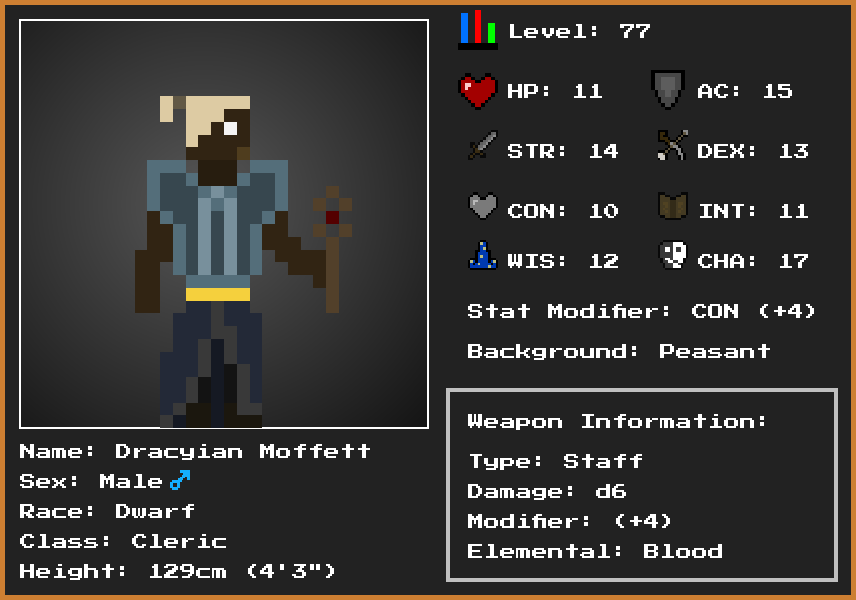 Level: 77
HP: 11 AC: 15
STR: 14 DEX: 13
CON: 10 INT: 11
WIS: 12 CHA: 17
Stat Modifier: CON (+4)
Background: Peasant
Weapon Information:
Type: Staff
Damage: d6
Modifier: (+4)
Elemental: Blood
Name: Dracyian Moffett
Sex: Male♂
Race: Dwarf
Class: Cleric
Height: 129cm (4'3")